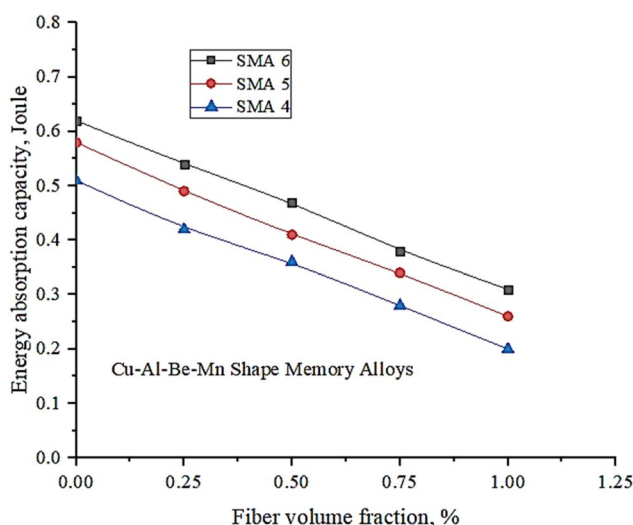 0.8
SMA 6
SMA 5
SMA 4
0.7
0.6
0.5
0.4
0.3
0.2
0.1
0.0
Energy absorption capacity, Joule
Cu-Al-Be-Mn Shape Memory Alloys
0.00 0.25 0.50 0.75 1.00 1.25
Fiber volume fraction, %